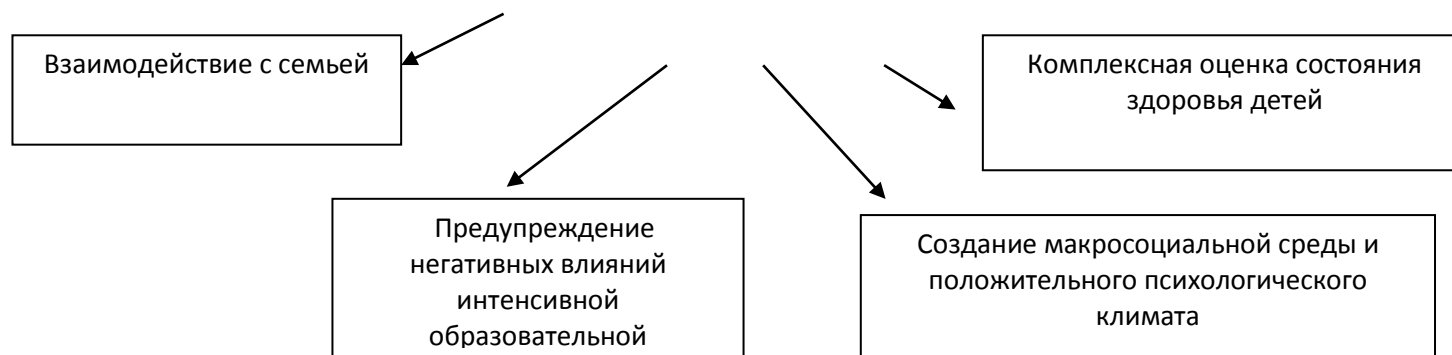 Взаимодействие с семьей
Комплексная оценка состояния
здоровья детей
Предупреждение
негативных влияний
интенсивной
образовательной
Создание макросоциальной среды и
положительного психологического
климата